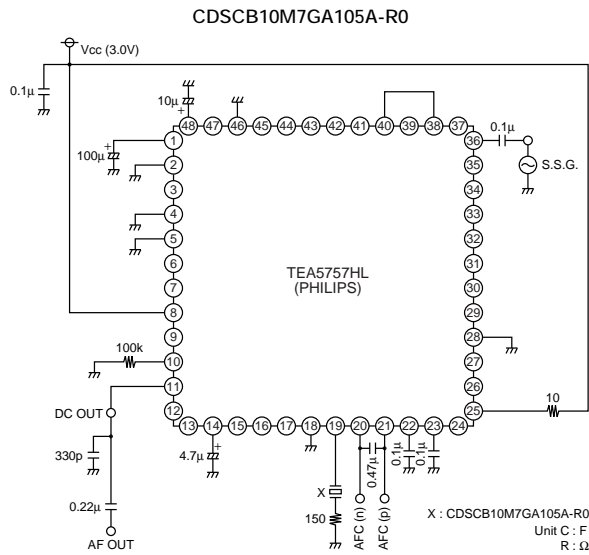 CDSCB10M7GA105A-R0
Vcc (3.0V)
0.1µ
10µ
+
48 47 46 45 44 43 42 41 40 39 38 37
0.1µ
S.S.G.
100µ
+
1 36
2 35
3 34
4 33
5 32
6 31
TEA5757HL
(PHILIPS)
7 30
8 29
9 28
100k
10 27
11 26
10
DC OUT
12 25
13 14 15 16 17 18 19 20 21 22 23 24
+
330p
4.7µ
0.47µ
0.1µ
0.1µ
0.22µ
X
150
AFC (n)
AFC (p)
AF OUT
X : CDSCB10M7GA105A-R0
Unit C : F
R : Ω